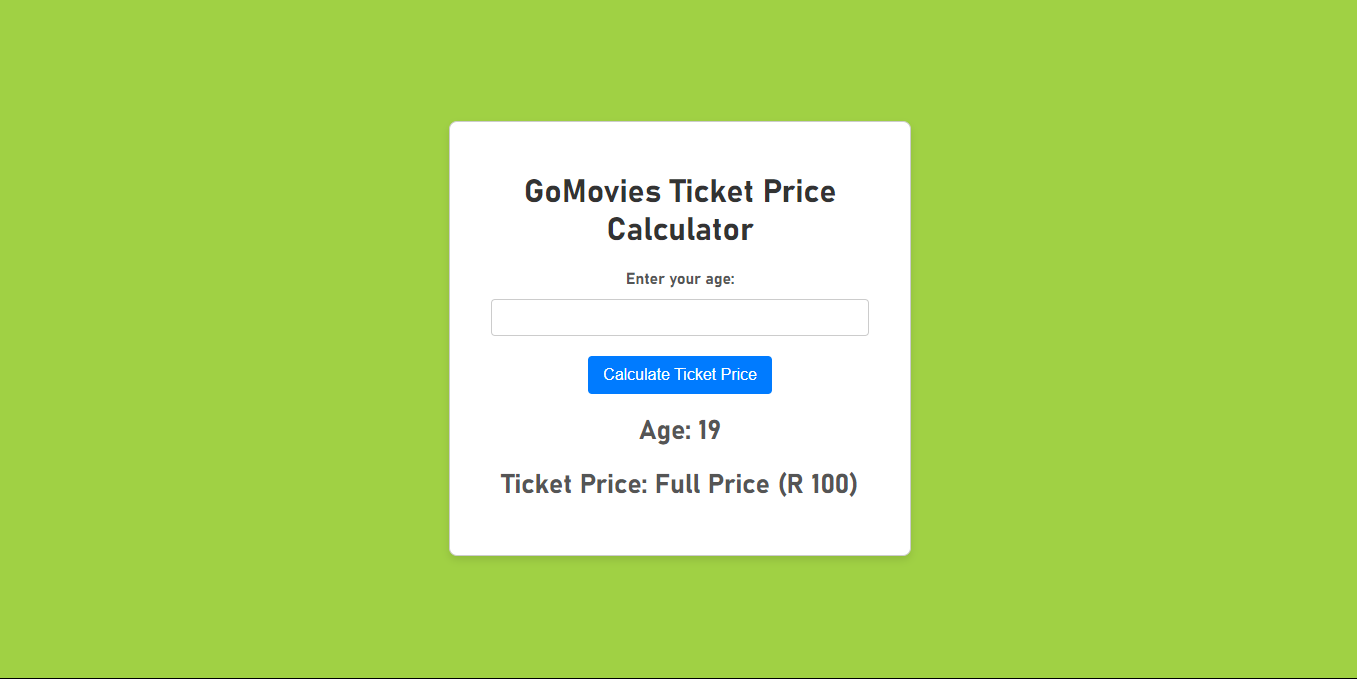 GoMovies Ticket Price
Calculator
Enter your age:
Calculate Ticket Price
Age: 19
Ticket Price: Full Price (R 100)